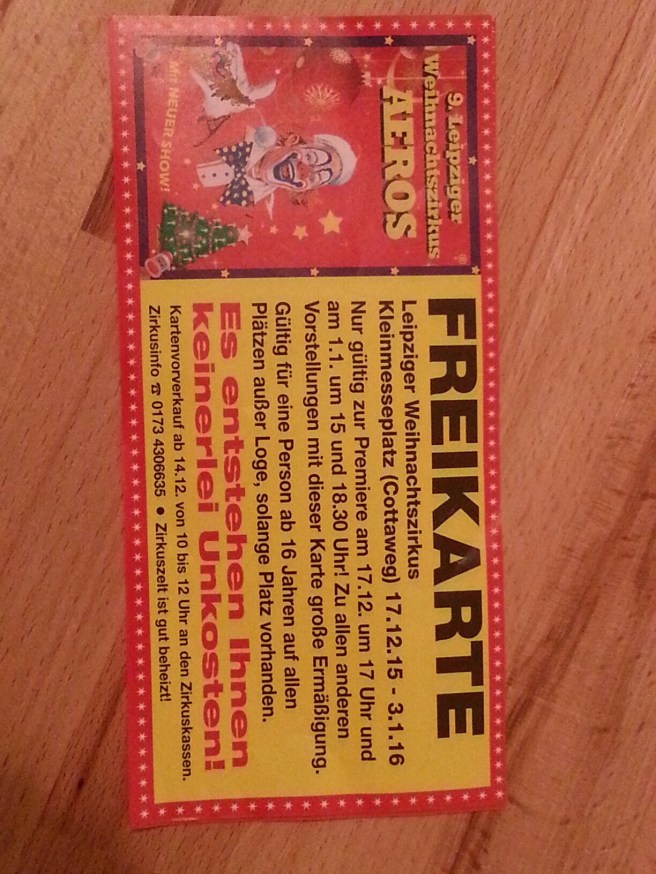 9. Leipziger
Weihnachtszirkus
AEROS
Mit NEUER SHOW!
FREIKARTE
Leipziger Weihnachtszirkus
Kleinmesseplatz (Cottaweg) 17.12.15 - 3.1.16
Nur gültig zur Premiere am 17.12. um 17 Uhr und
am 1.1. um 15 und 18.30 Uhr! Zu allen anderen
Vorstellungen mit dieser Karte große Ermäßigung.
Gültig für eine Person ab 16 Jahren auf allen
Plätzen außer Loge, solange Platz vorhanden.
Es entstehen Ihnen
keinerlei Unkosten!
Kartenvorverkauf ab 14.12. von 10 bis 12 Uhr an den Zirkuskassen.
Zirkusinfo ☎ 0173 4306635 ● Zirkuszelt ist gut beheizt!